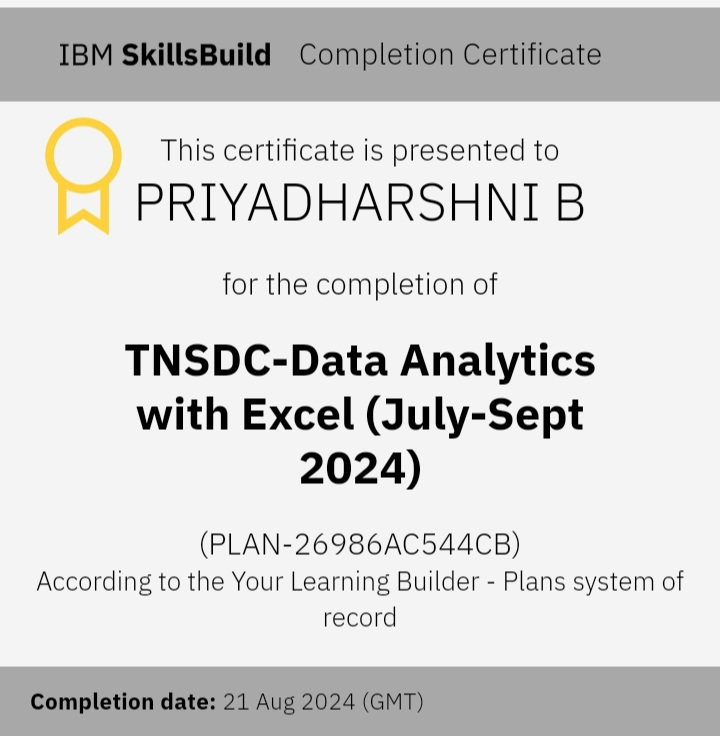 IBM SkillsBuild Completion Certificate
This certificate is presented to
PRIYADHARSHNI B
for the completion of
TNSDC-Data Analytics
with Excel (July-Sept
2024)
(PLAN-26986AC544CB)
According to the Your Learning Builder - Plans system of
record
Completion date: 21 Aug 2024 (GMT)